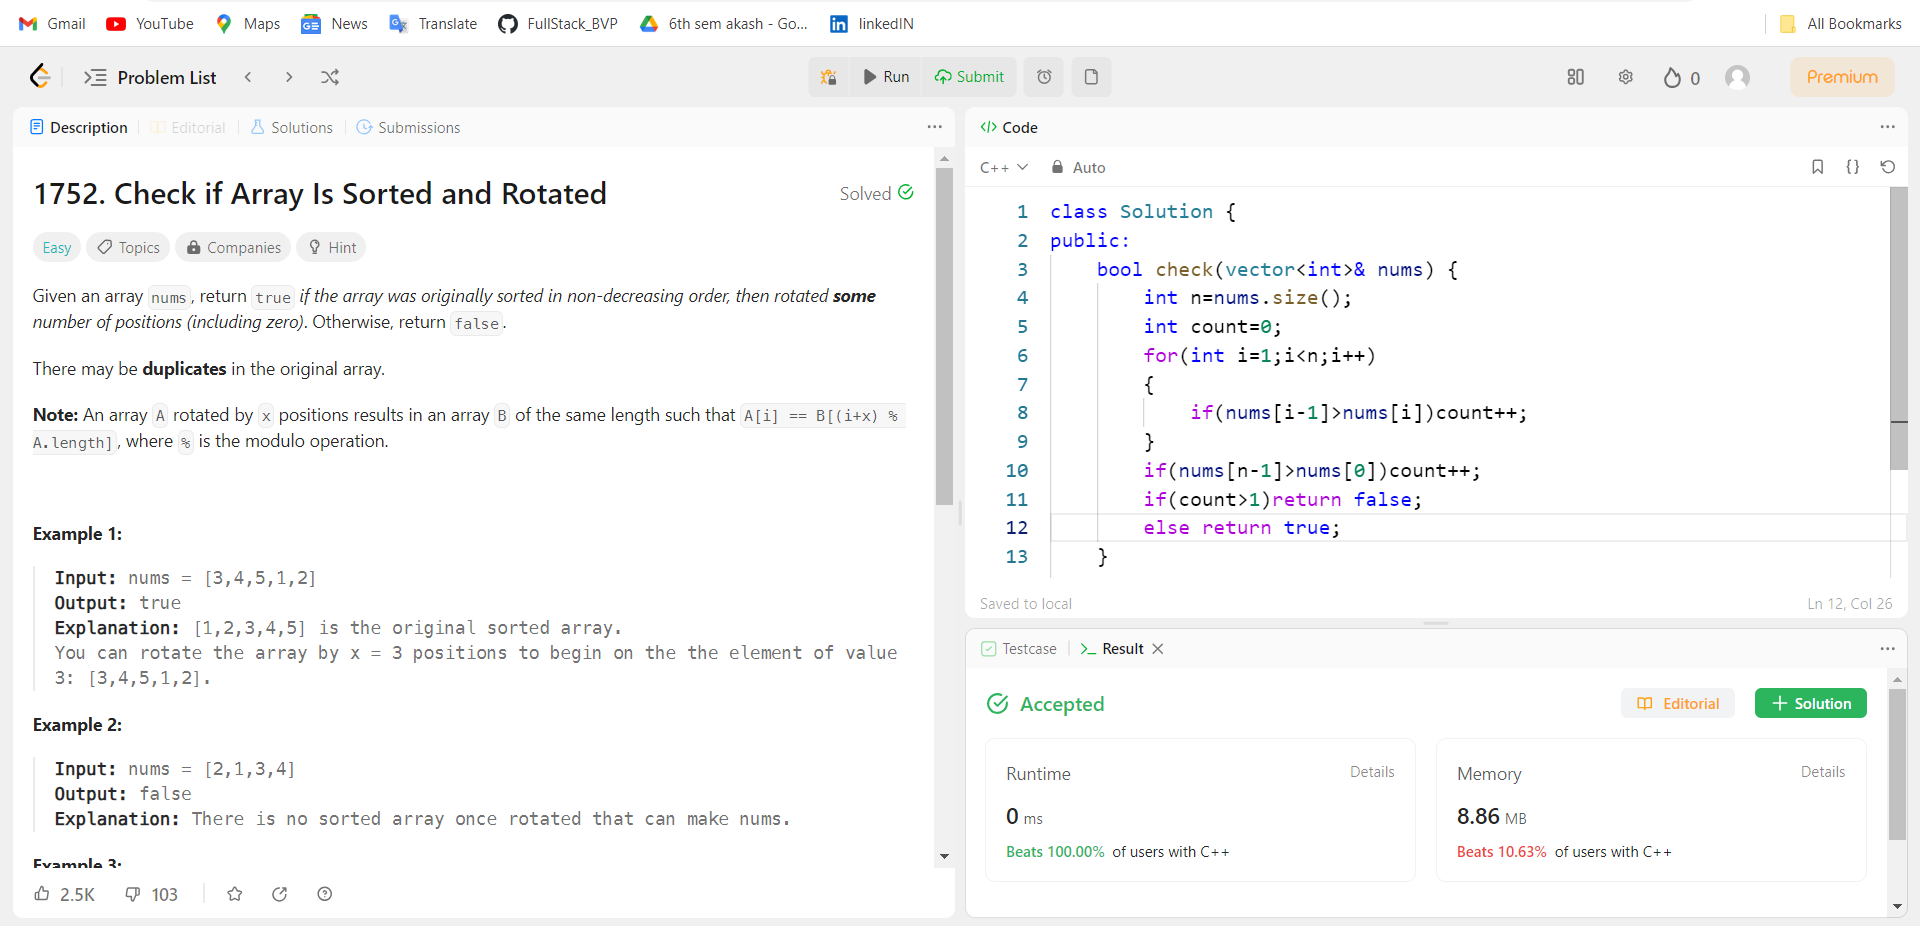 Gmail YouTube Maps News Translate FullStack_BVP 6th sem akash - Go... linkedIN All Bookmarks
Problem List Run Submit 0 Premium
Description Editorial Solutions Submissions
1752. Check if Array Is Sorted and Rotated
Solved
Easy Topics Companies Hint
Given an array nums, return true if the array was originally sorted in non-decreasing order, then rotated some
number of positions (including zero). Otherwise, return false.
There may be duplicates in the original array.
Note: An array A rotated by x positions results in an array B of the same length such that A[i] == B[(i+x) %
A.length], where % is the modulo operation.
Example 1:
Input: nums = [3,4,5,1,2]
Output: true
Explanation: [1,2,3,4,5] is the original sorted array.
You can rotate the array by x = 3 positions to begin on the the element of value
3: [3,4,5,1,2].
Example 2:
Input: nums = [2,1,3,4]
Output: false
Explanation: There is no sorted array once rotated that can make nums.
Example 3:
2.5K 103
</> Code
C++ Auto
1 class Solution {
2 public:
3 bool check(vector<int>& nums) {
4 int n=nums.size();
5 int count=0;
6 for(int i=1;i<n;i++)
7 {
8 if(nums[i-1]>nums[i])count++;
9 }
10 if(nums[n-1]>nums[0])count++;
11 if(count>1)return false;
12 else return true;
13 }
Saved to local Ln 12, Col 26
Testcase >_ Result
Accepted Editorial + Solution
Runtime Details
0 ms
Beats 100.00% of users with C++
Memory Details
8.86 MB
Beats 10.63% of users with C++